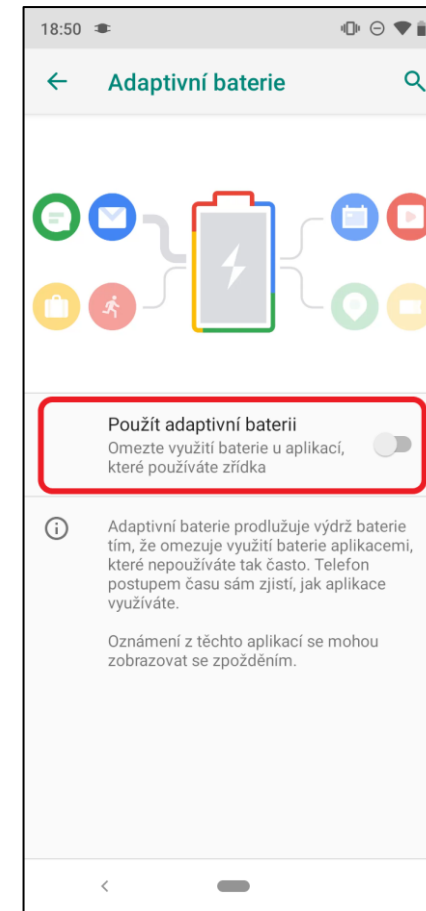 18:50
Adaptivní baterie
Použít adaptivní baterii
Omezte využití baterie u aplikací,
které používáte zřídka
Adaptivní baterie prodlužuje výdrž baterie
tím, že omezuje využití baterie aplikacemi,
které nepoužíváte tak často. Telefon
postupem času sám zjistí, jak aplikace
využíváte.
Oznámení z těchto aplikací se mohou
zobrazovat se zpožděním.